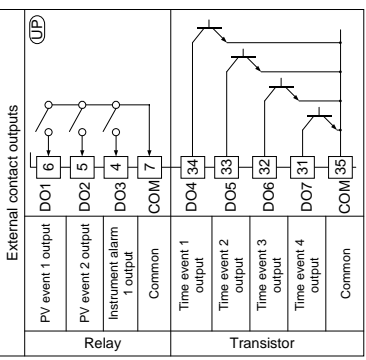 External contact outputs
UP
PV event 1 output
DO1
6
PV event 2 output
DO2
5
Instrument alarm
1 output
DO3
4
Common
COM
7
Relay
Time event 1
output
DO4
34
Time event 2
output
DO5
33
Time event 3
output
DO6
32
Time event 4
output
DO7
31
Common
COM
35
Transistor